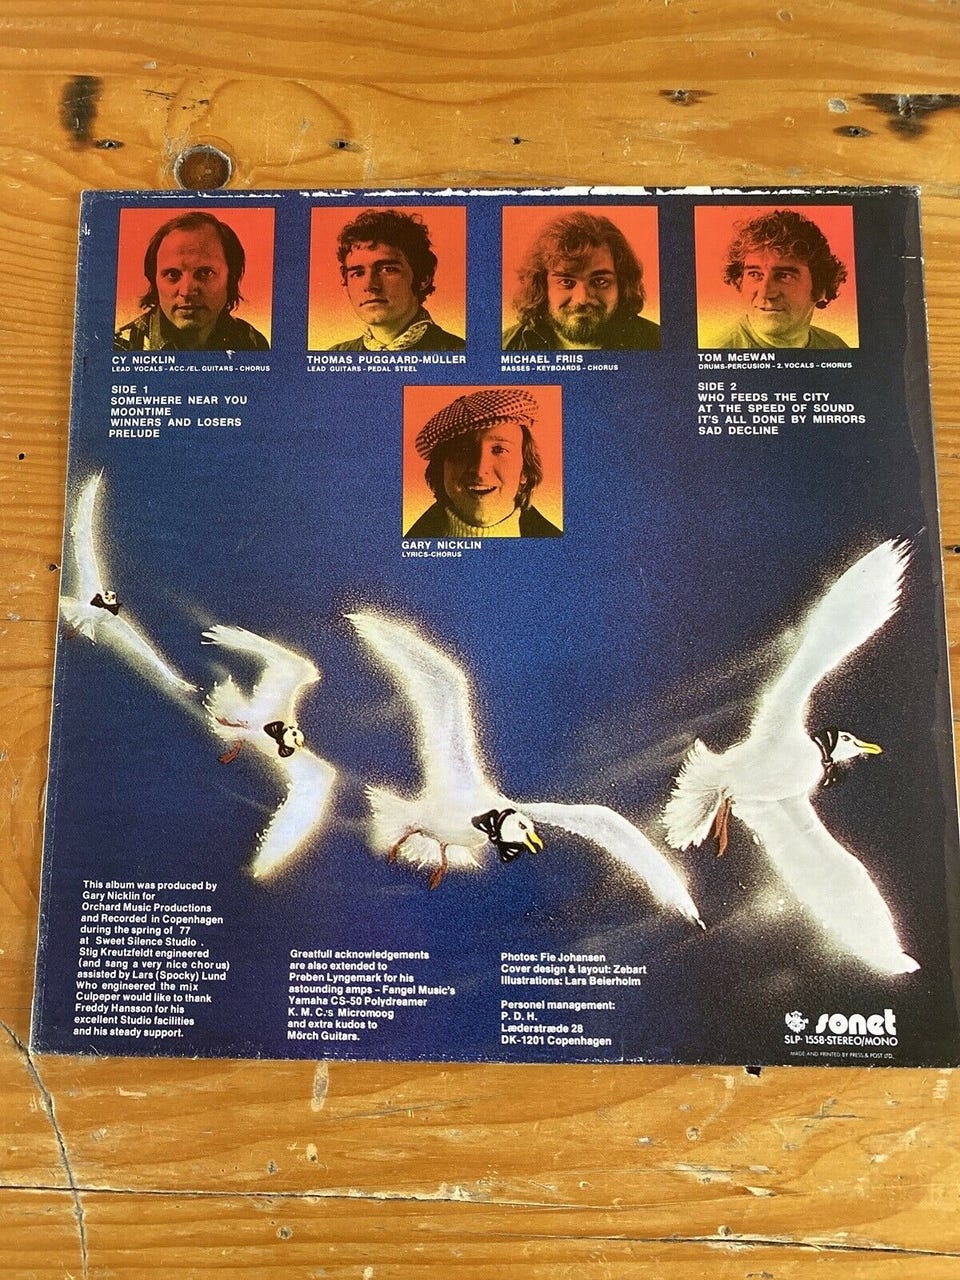 CY NICKLIN
LEAD VOCALS - ACC./EL. GUITARS - CHORUS
THOMAS PUGGAARD-MÜLLER
LEAD GUITARS - PEDAL STEEL
MICHAEL FRIIS
BASSES - KEYBOARDS - CHORUS
TOM McEWAN
DRUMS-PERCUSION - 2. VOCALS - CHORUS
SIDE 1
SOMEWHERE NEAR YOU
MOONTIME
WINNERS AND LOSERS
PRELUDE
SIDE 2
WHO FEEDS THE CITY
AT THE SPEED OF SOUND
IT'S ALL DONE BY MIRRORS
SAD DECLINE
GARY NICKLIN
LYRICS-CHORUS
This album was produced by
Gary Nicklin for
Orchard Music Productions
and Recorded in Copenhagen
during the spring of 77
at Sweet Silence Studio .
Stig Kreutzfeldt engineered
(and sang a very nice chorus)
assisted by Lars (Spocky) Lund
Who engineered the mix
Culpeper would like to thank
Freddy Hansson for his
excellent Studio facilities
and his steady support.
Greatfull acknowledgements
are also extended to
Preben Lyngemark for his
astounding amps - Fangel Music's
Yamaha CS-50 Polydreamer
K. M. C.'s Micromoog
and extra kudos to
Mörch Guitars.
Photos: Fie Johansen
Cover design & layout: Zebart
Illustrations: Lars Beierholm
Personel management:
P. D. H.
Læderstræde 28
DK-1201 Copenhagen
sonet
SLP- 1558-STEREO/MONO
MADE AND PRINTED BY PRESS & POST LTD.